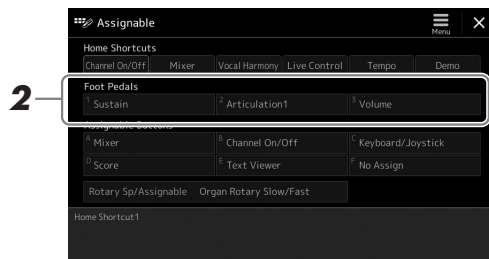 Assignable
Menu
Home Shortcuts
Channel On/Off Mixer Vocal Harmony Live Control Tempo Demo
2
Foot Pedals
1 Sustain 2 Articulation1 3 Volume
Assignable Buttons
A Mixer B Channel On/Off C Keyboard/Joystick
D Score E Text Viewer F No Assign
Rotary Sp/Assignable Organ Rotary Slow/Fast
Home Shortcut1